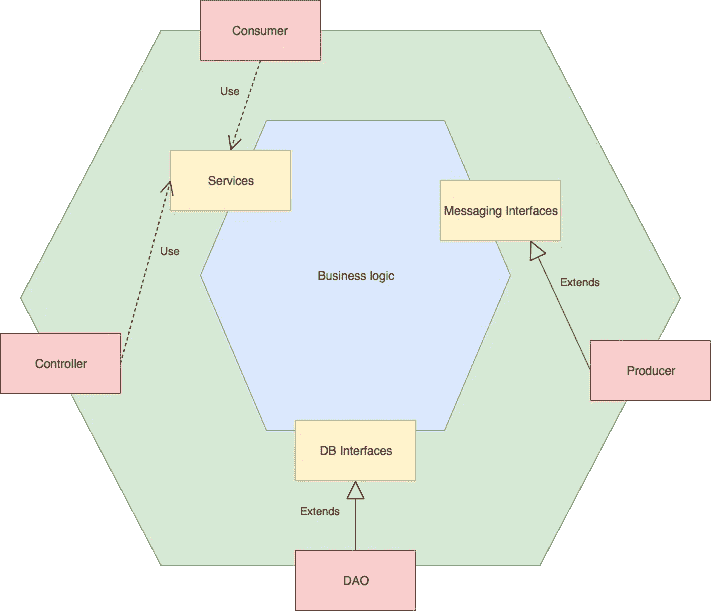 Consumer
Use
Services
Messaging Interfaces
Use
Business logic
Extends
Controller
Producer
DB Interfaces
Extends
DAO